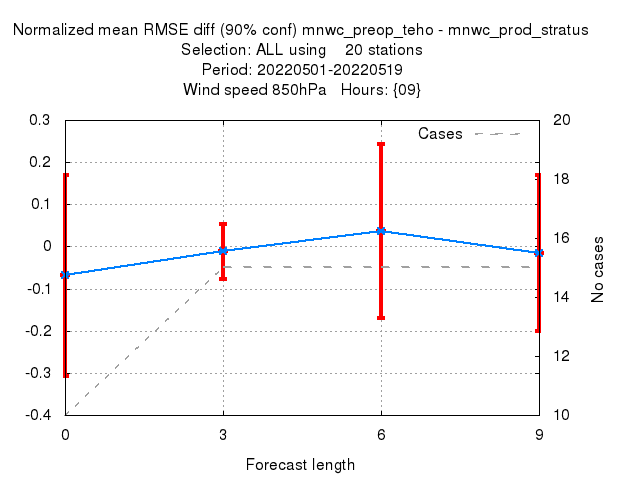 Normalized mean RMSE diff (90% conf) mnwc_preop_teho - mnwc_prod_stratus
Selection: ALL using 20 stations
Period: 20220501-20220519
Wind speed 850hPa Hours: {09}
Cases
0.3
0.2
0.1
0
-0.1
-0.2
-0.3
-0.4
20
18
16
14
12
10
No cases
0 3 6 9
Forecast length